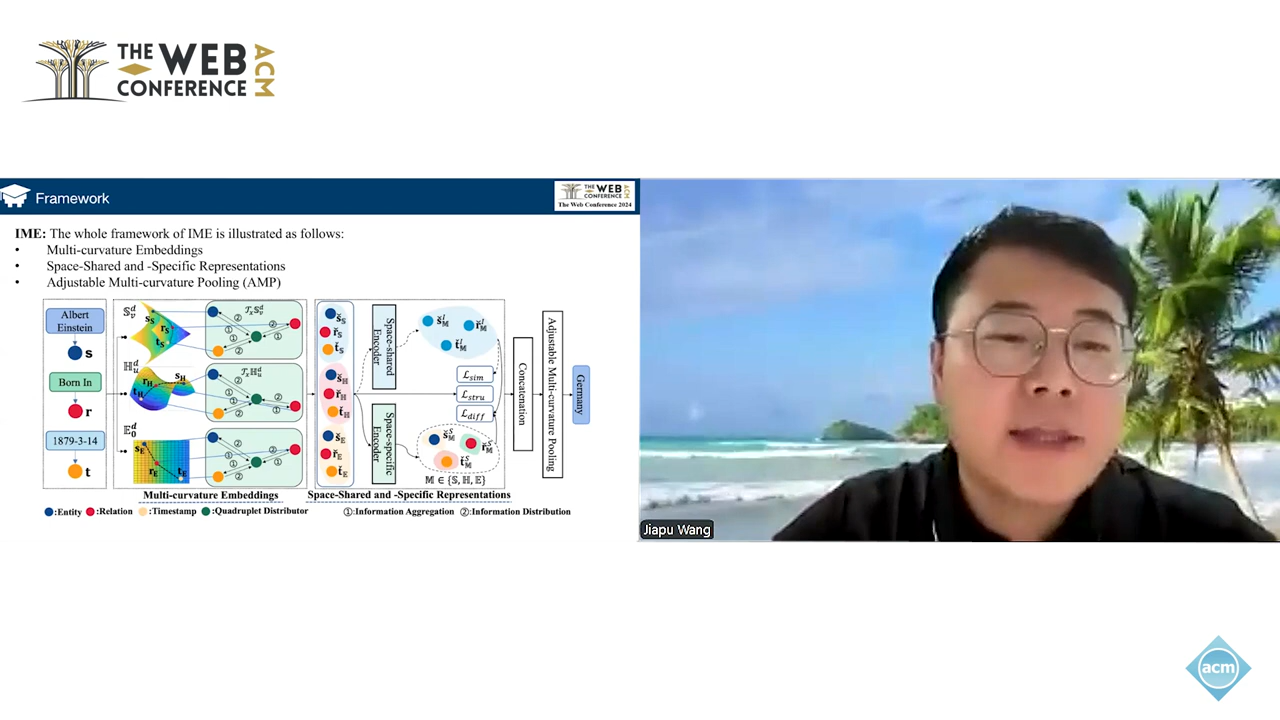 THE WEB
CONFERENCE
ACM
Framework
THE WEB
CONFERENCE
ACM
The Web Conference 2024
IME: The whole framework of IME is illustrated as follows:
• Multi-curvature Embeddings
• Space-Shared and -Specific Representations
• Adjustable Multi-curvature Pooling (AMP)
Albert
Einstein
s
Born In
r
1879-3-14
t
Space-shared
Encoder
Space-specific
Encoder
ℒsim
ℒstru
ℒdiff
𝕄 ∈ {𝕊, ℍ, 𝔼}
Concatenation
Adjustable Multi-curvature Pooling
Germany
Multi-curvature Embeddings
Space-Shared and -Specific Representations
:Entity :Relation :Timestamp :Quadruplet Distributor ①:Information Aggregation ②:Information Distribution
Jiapu Wang
acm